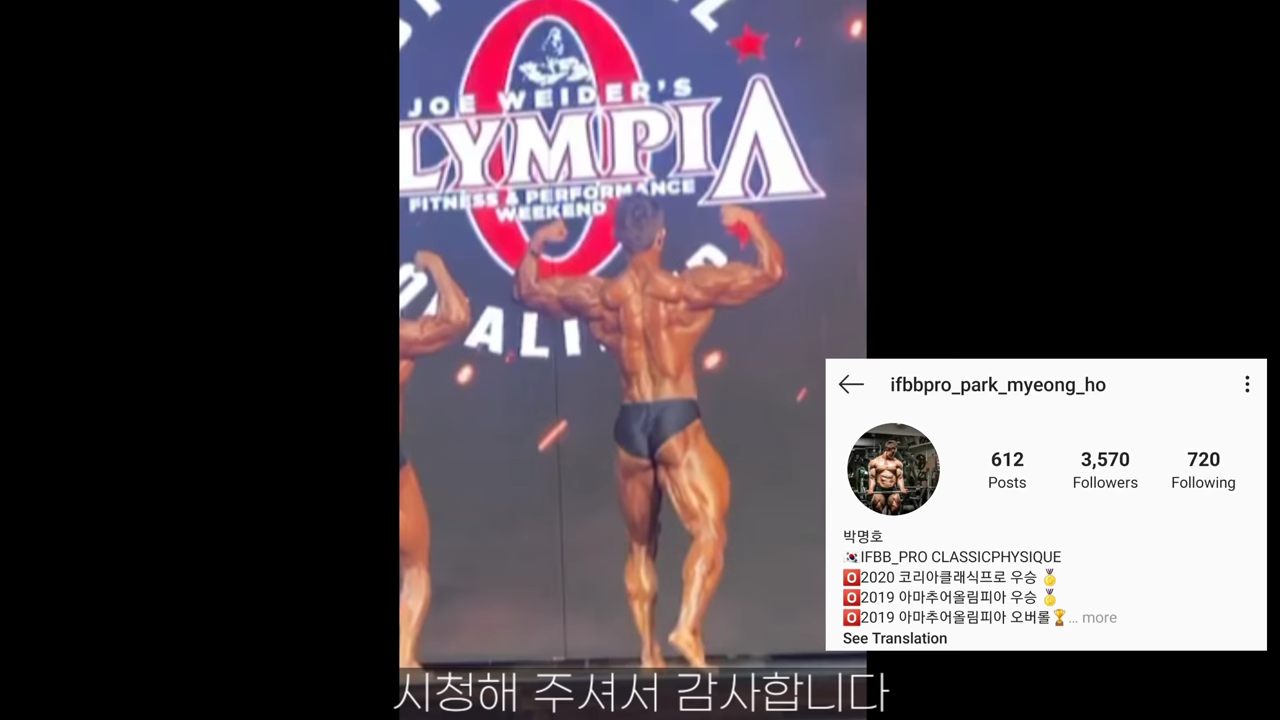 JOE WEIDER'S
LYMPIA
FITNESS & PERFORMANCE
WEEKEND
ALI
ifbbpro_park_myeong_ho
612 3,570 720
Posts Followers Following
박명호
🇰🇷IFBB_PRO CLASSICPHYSIQUE
🅾️2020 코리아클래식프로 우승🥇
🅾️2019 아마추어올림피아 우승🥇
🅾️2019 아마추어올림피아 오버롤🏆... more
See Translation
시청해 주셔서 감사합니다